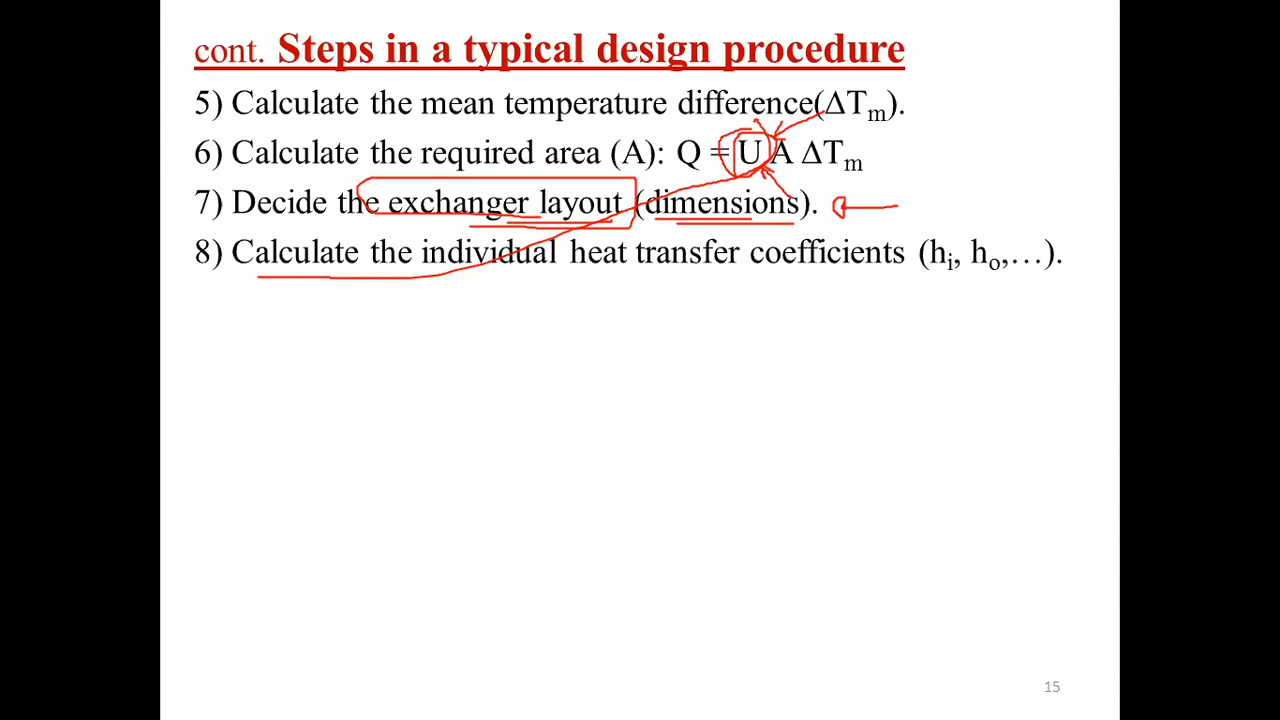 cont. Steps in a typical design procedure
5) Calculate the mean temperature difference(ΔTm).
6) Calculate the required area (A): Q = U A ΔTm
7) Decide the exchanger layout (dimensions).
8) Calculate the individual heat transfer coefficients (hi, ho,…).
15